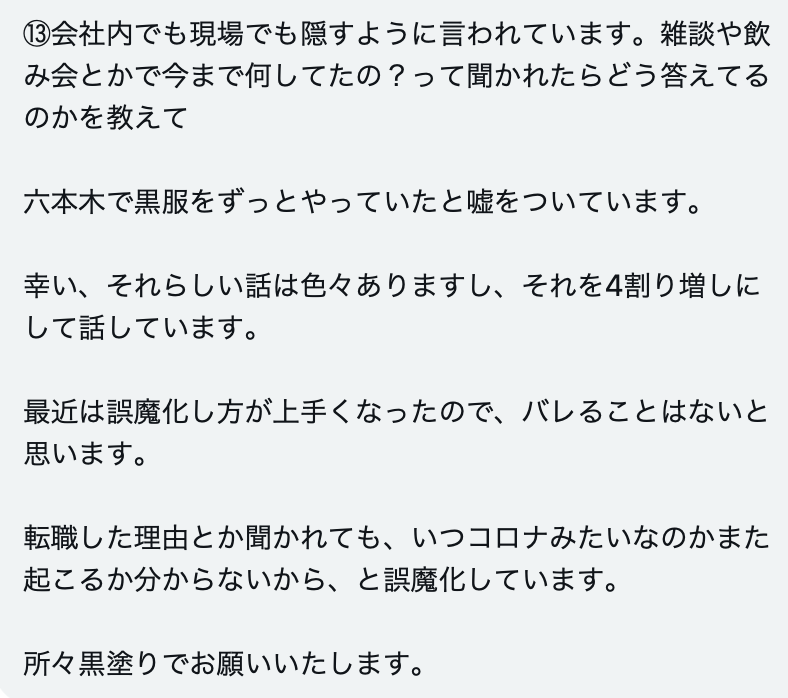 ⑬会社内でも現場でも隠すように言われています。雑談や飲
み会とかで今まで何してたの？って聞かれたらどう答えてる
のかを教えて
六本木で黒服をずっとやっていたと嘘をついています。
幸い、それらしい話は色々ありますし、それを4割り増しに
して話しています。
最近は誤魔化し方が上手くなったので、バレることはないと
思います。
転職した理由とか聞かれても、いつコロナみたいなのかまた
起こるか分からないから、と誤魔化しています。
所々黒塗りでお願いいたします。